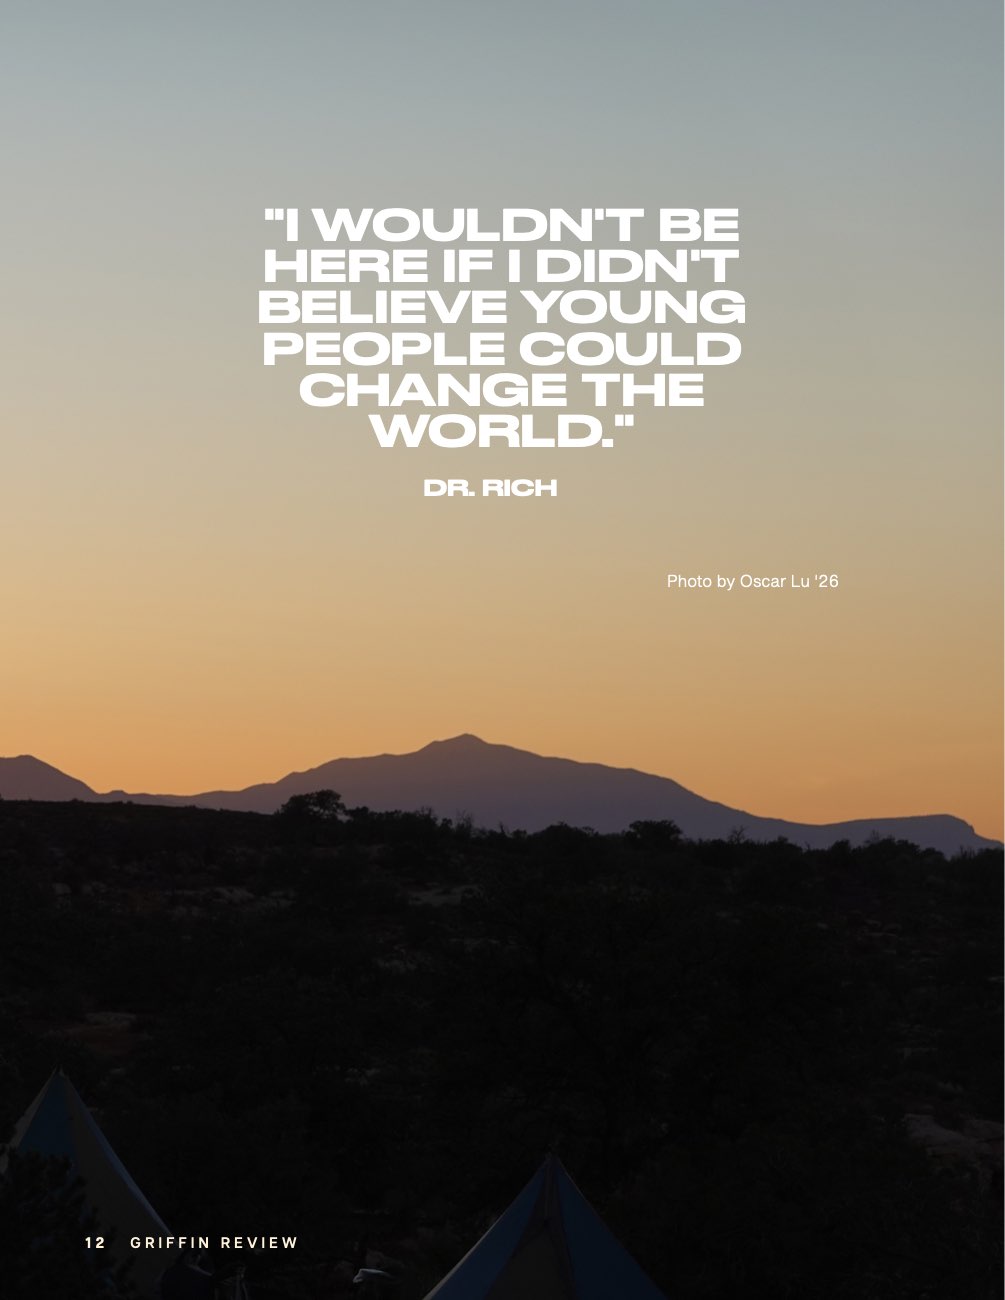 "I WOULDN'T BE
HERE IF I DIDN'T
BELIEVE YOUNG
PEOPLE COULD
CHANGE THE
WORLD."
DR. RICH
Photo by Oscar Lu '26
12 GRIFFIN REVIEW